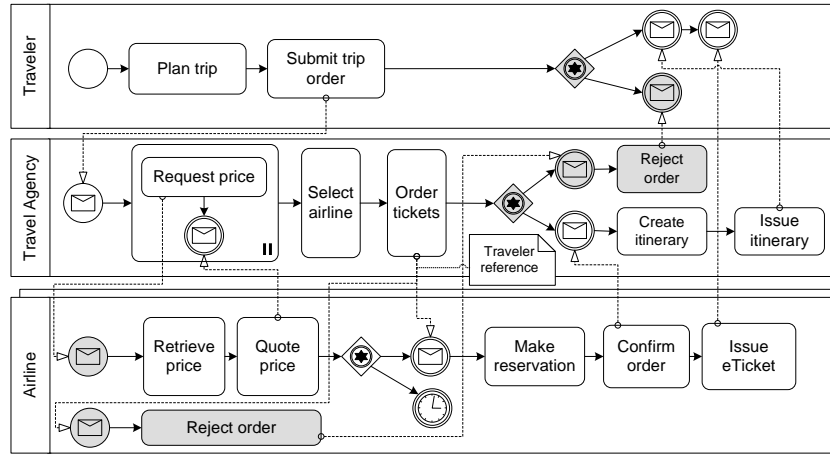 Traveler
Plan trip
Submit trip
order
Travel Agency
Request price
Select
airline
Order
tickets
Reject
order
Create
itinerary
Issue
itinerary
Traveler
reference
Airline
Retrieve
price
Quote
price
Make
reservation
Confirm
order
Issue
eTicket
Reject order